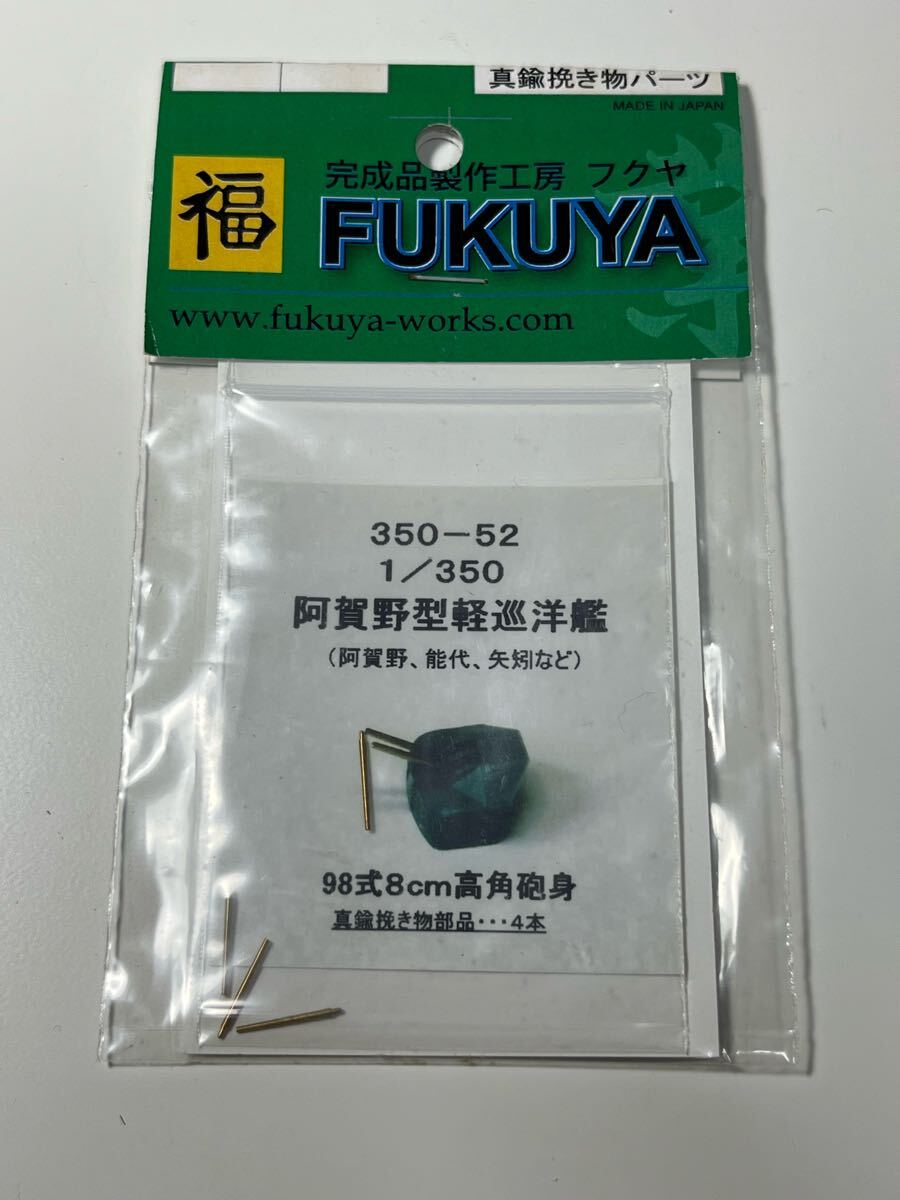 真鍮挽き物パーツ
MADE IN JAPAN
福
完成品製作工房 フクヤ
FUKUYA
www.fukuya-works.com
350-52
1/350
阿賀野型軽巡洋艦
(阿賀野、能代、矢矧など)
98式8cm高角砲身
真鍮挽き物部品・・・4本